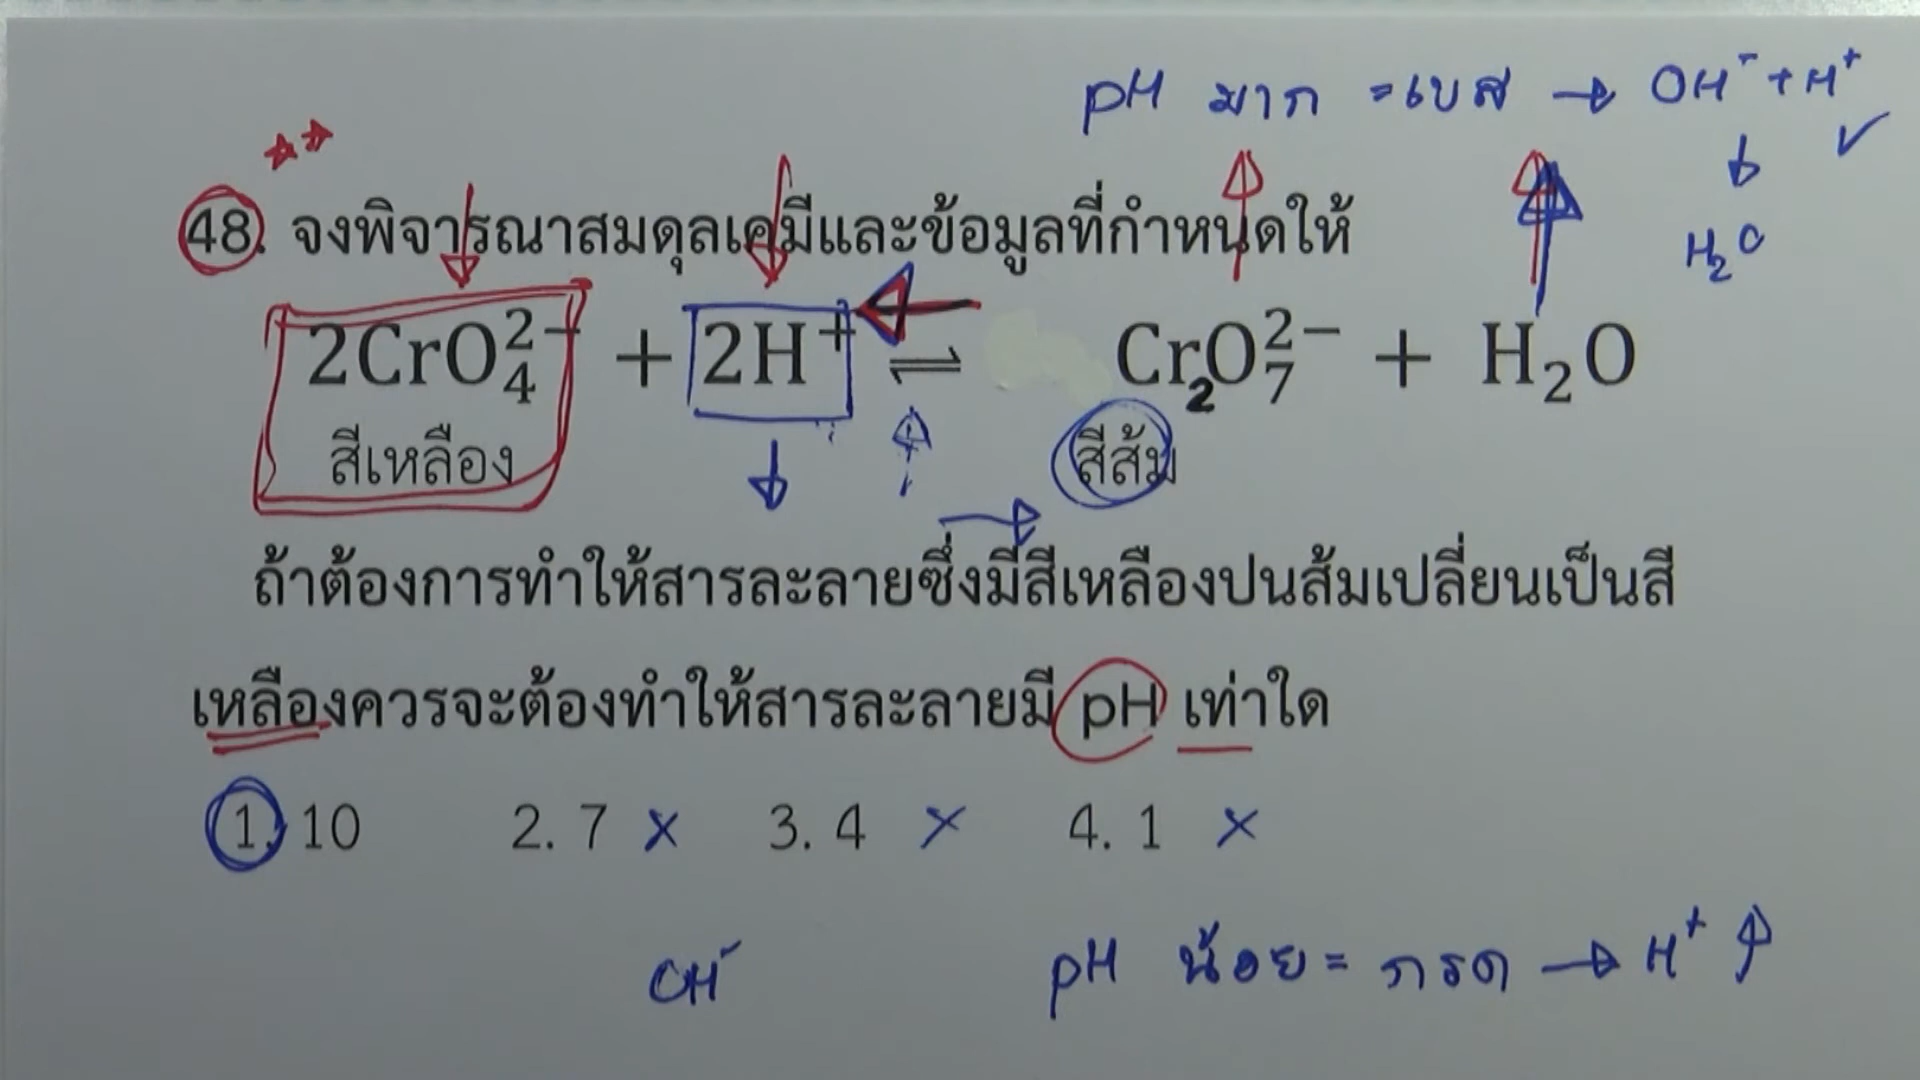 pH มาก = เบส → OH⁻ + H⁺
H₂O
48. จงพิจารณาสมดุลเคมีและข้อมูลที่กำหนดให้
2CrO₄²⁻ + 2H⁺ ⇌ Cr₂O₇²⁻ + H₂O
สีเหลือง สีส้ม
ถ้าต้องการทำให้สารละลายซึ่งมีสีเหลืองปนส้มเปลี่ยนเป็นสี
เหลืองควรจะต้องทำให้สารละลายมี pH เท่าใด
1. 10 2. 7 × 3. 4 × 4. 1 ×
OH⁻ pH น้อย = กรด → H⁺ ↑